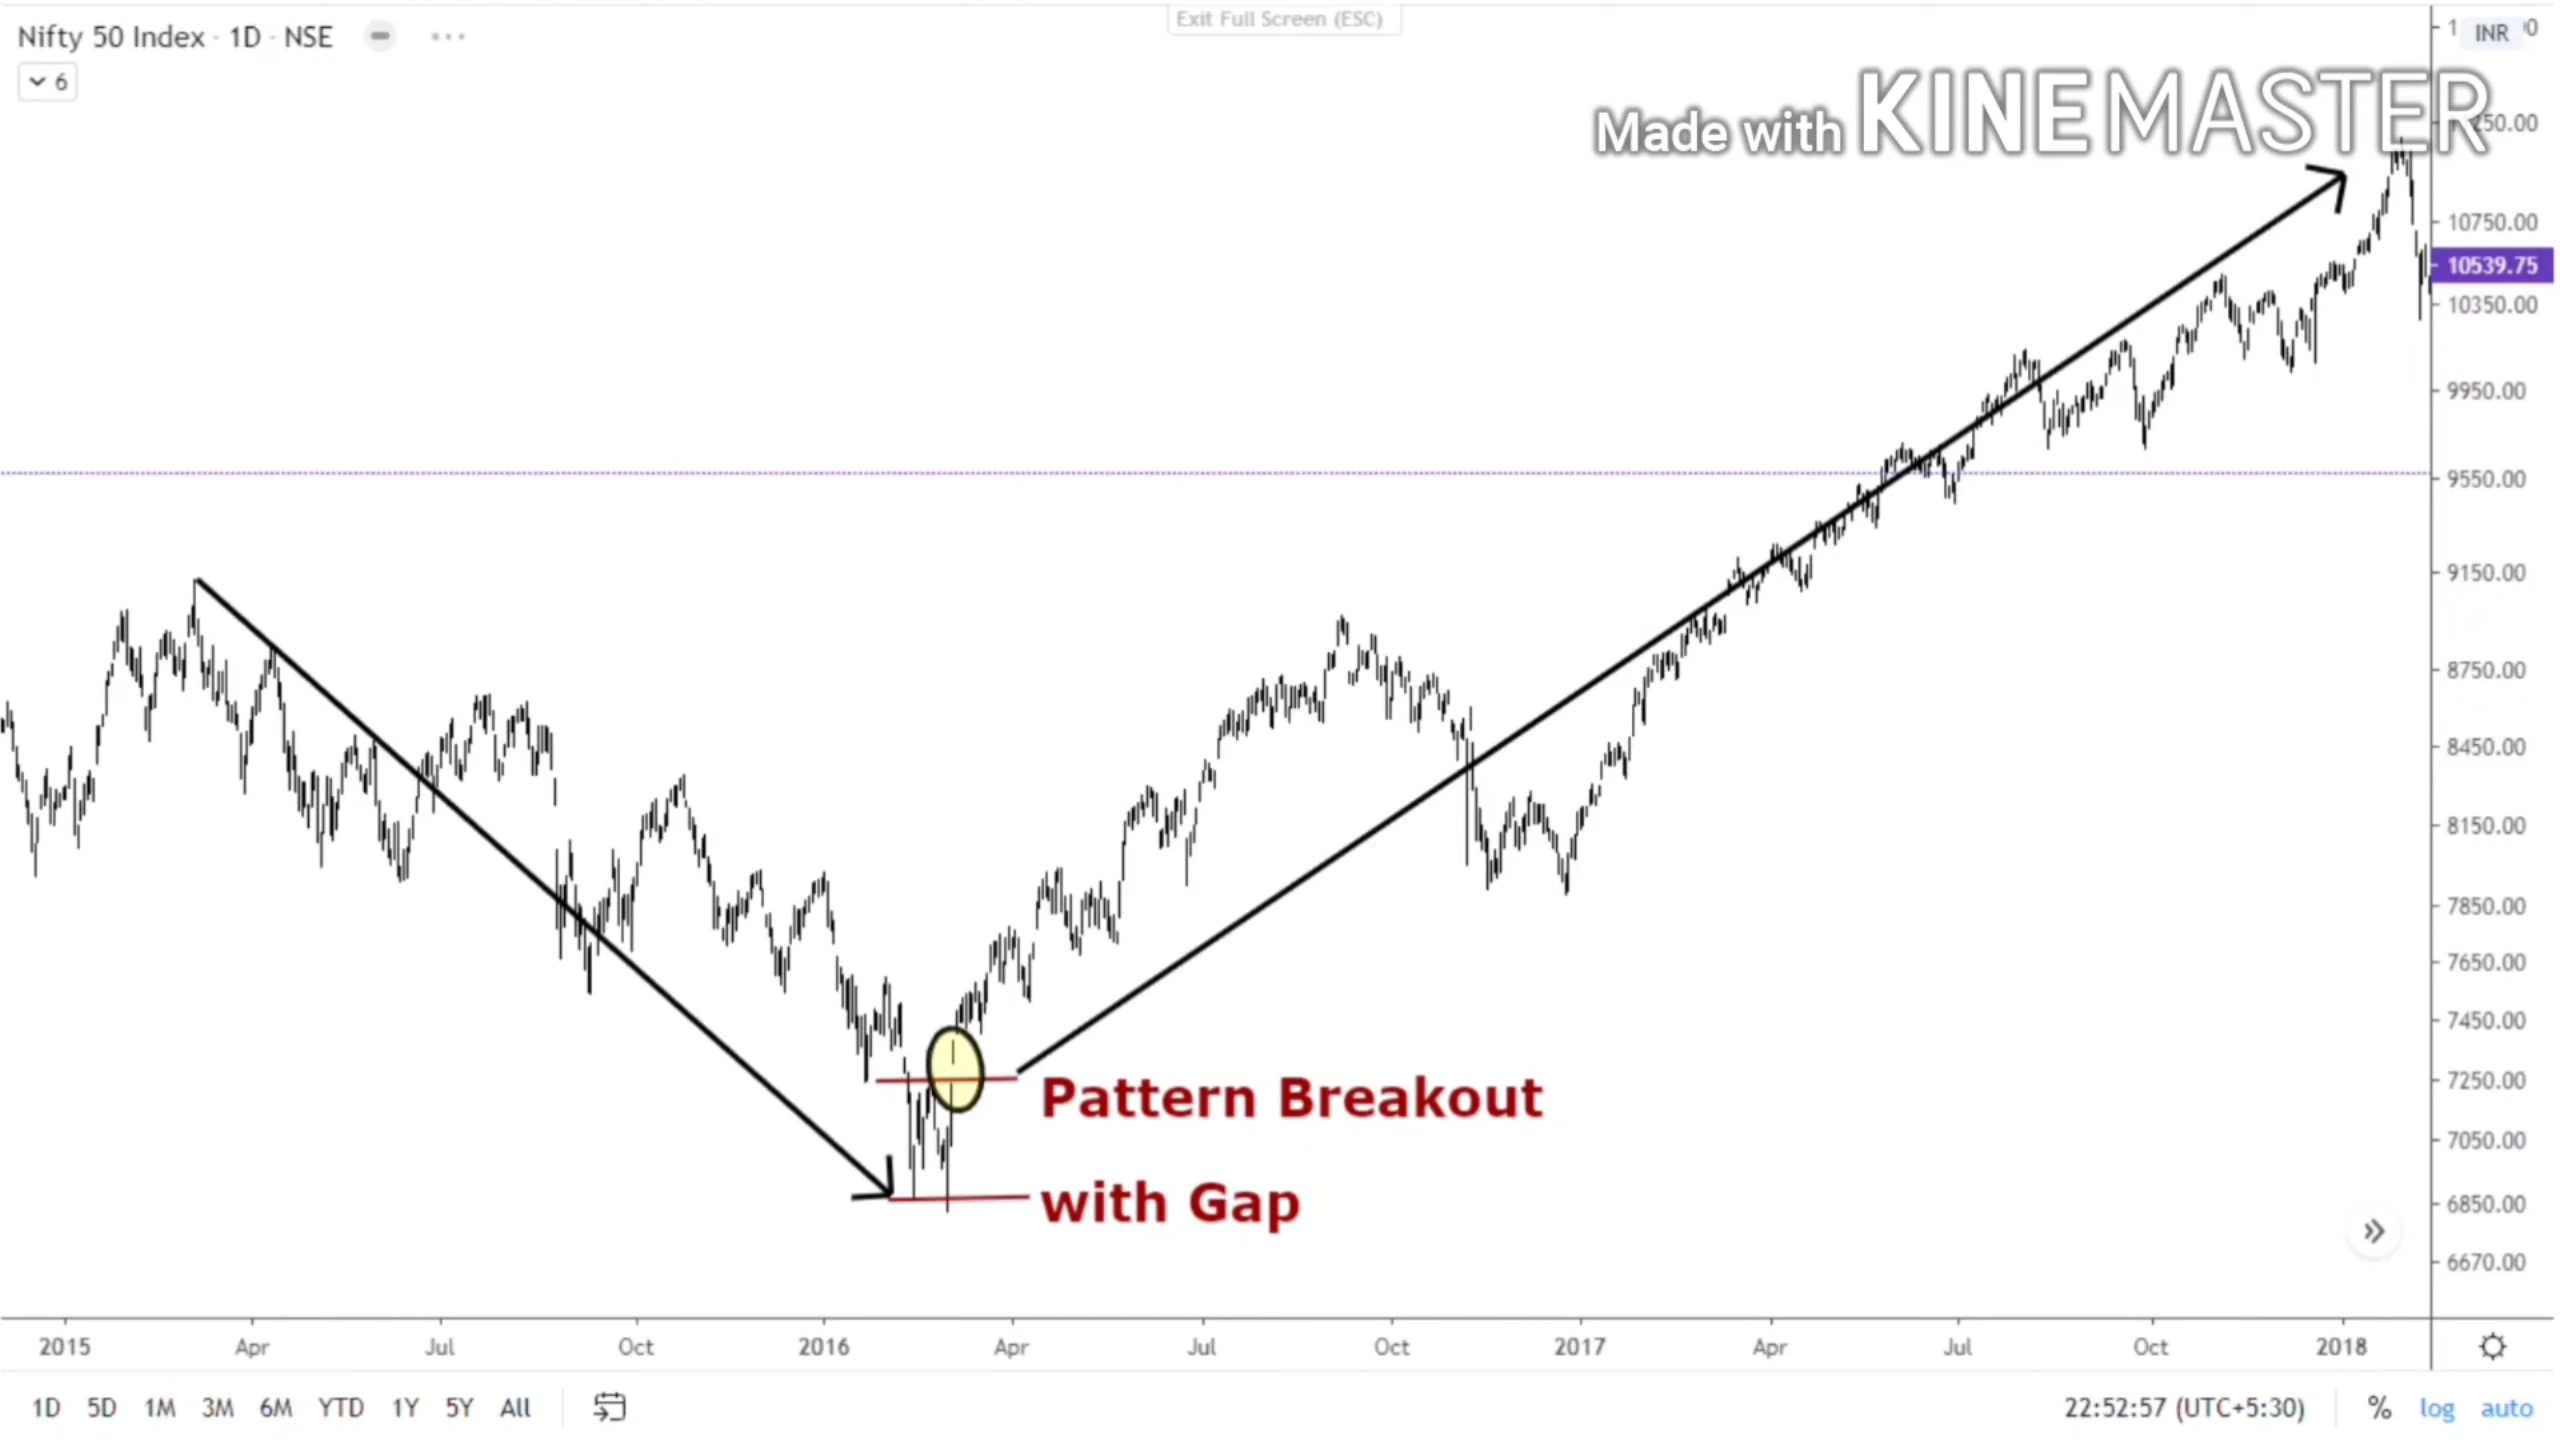 Exit Full Screen (ESC)
Nifty 50 Index · 1D · NSE
6
INR
Made with KINEMASTER
10750.00
10539.75
10350.00
9950.00
9550.00
9150.00
8750.00
8450.00
8150.00
7850.00
7650.00
7450.00
7250.00
7050.00
6850.00
6670.00
Pattern Breakout
with Gap
2015 Apr Jul Oct 2016 Apr Jul Oct 2017 Apr Jul Oct 2018
1D 5D 1M 3M 6M YTD 1Y 5Y All
22:52:57 (UTC+5:30) % log auto